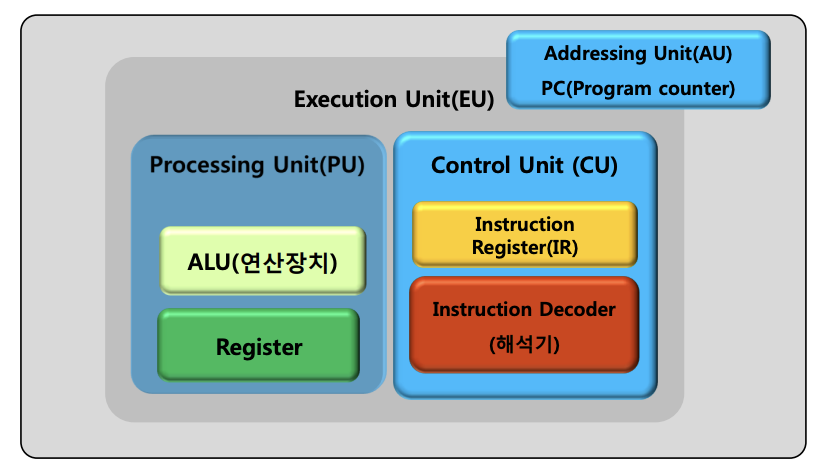 Addressing Unit(AU)
PC(Program counter)
Execution Unit(EU)
Processing Unit(PU)
ALU(연산장치)
Register
Control Unit (CU)
Instruction
Register(IR)
Instruction Decoder
(해석기)